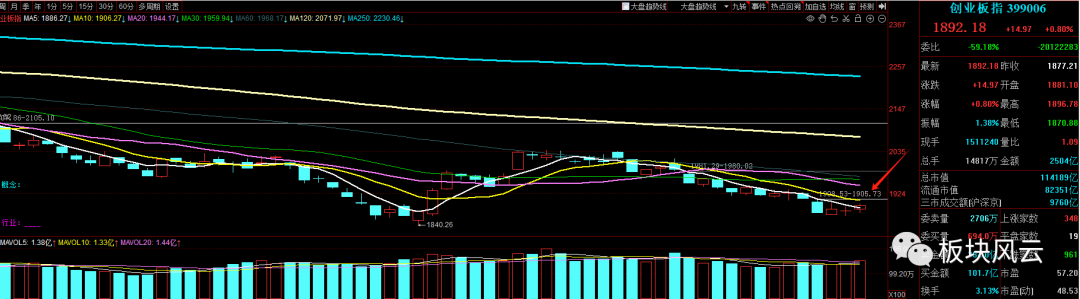 周 月 季 年 1分 5分 15分 30分 60分 多周期 设置
大盘趋势线 大盘趋势线 九转 事件 热点回溯 加自选 均线 窗 预测
业板指 MA5: 1886.27↓ MA10: 1906.27↓ MA20: 1944.17↓ MA30: 1959.94↓ MA60: 1968.17↓ MA120: 2071.97↓ MA250: 2230.46↓
86-2105.10
1981.29-1980.02
1903.53-1905.73
1840.26
概念:
行业:
2367
2257
2147
2035
1924
MAVOL5: 1.38亿↑ MAVOL10: 1.33亿↑ MAVOL20: 1.44亿↑
99.20万
X100
创业板指 399006
1892.18 +14.97 +0.80%
委比 -59.18% -20122283
最新 1892.18 昨收 1877.21
涨跌 +14.97 开盘 1881.10
涨幅 +0.80% 最高 1896.78
振幅 1.38% 最低 1870.88
现手 1511240 量比 1.09
总手 14817万 金额 2504亿
总市值 114189亿
流通市值 82351亿
三市成交额(沪深京) 9760亿
委卖量 2706万 上涨家数 348
委买量 694.0万 平盘家数 19
961
买金额 101.7亿 市盈 57.20
换手 3.13% 市盈(动) 48.53
板块风云